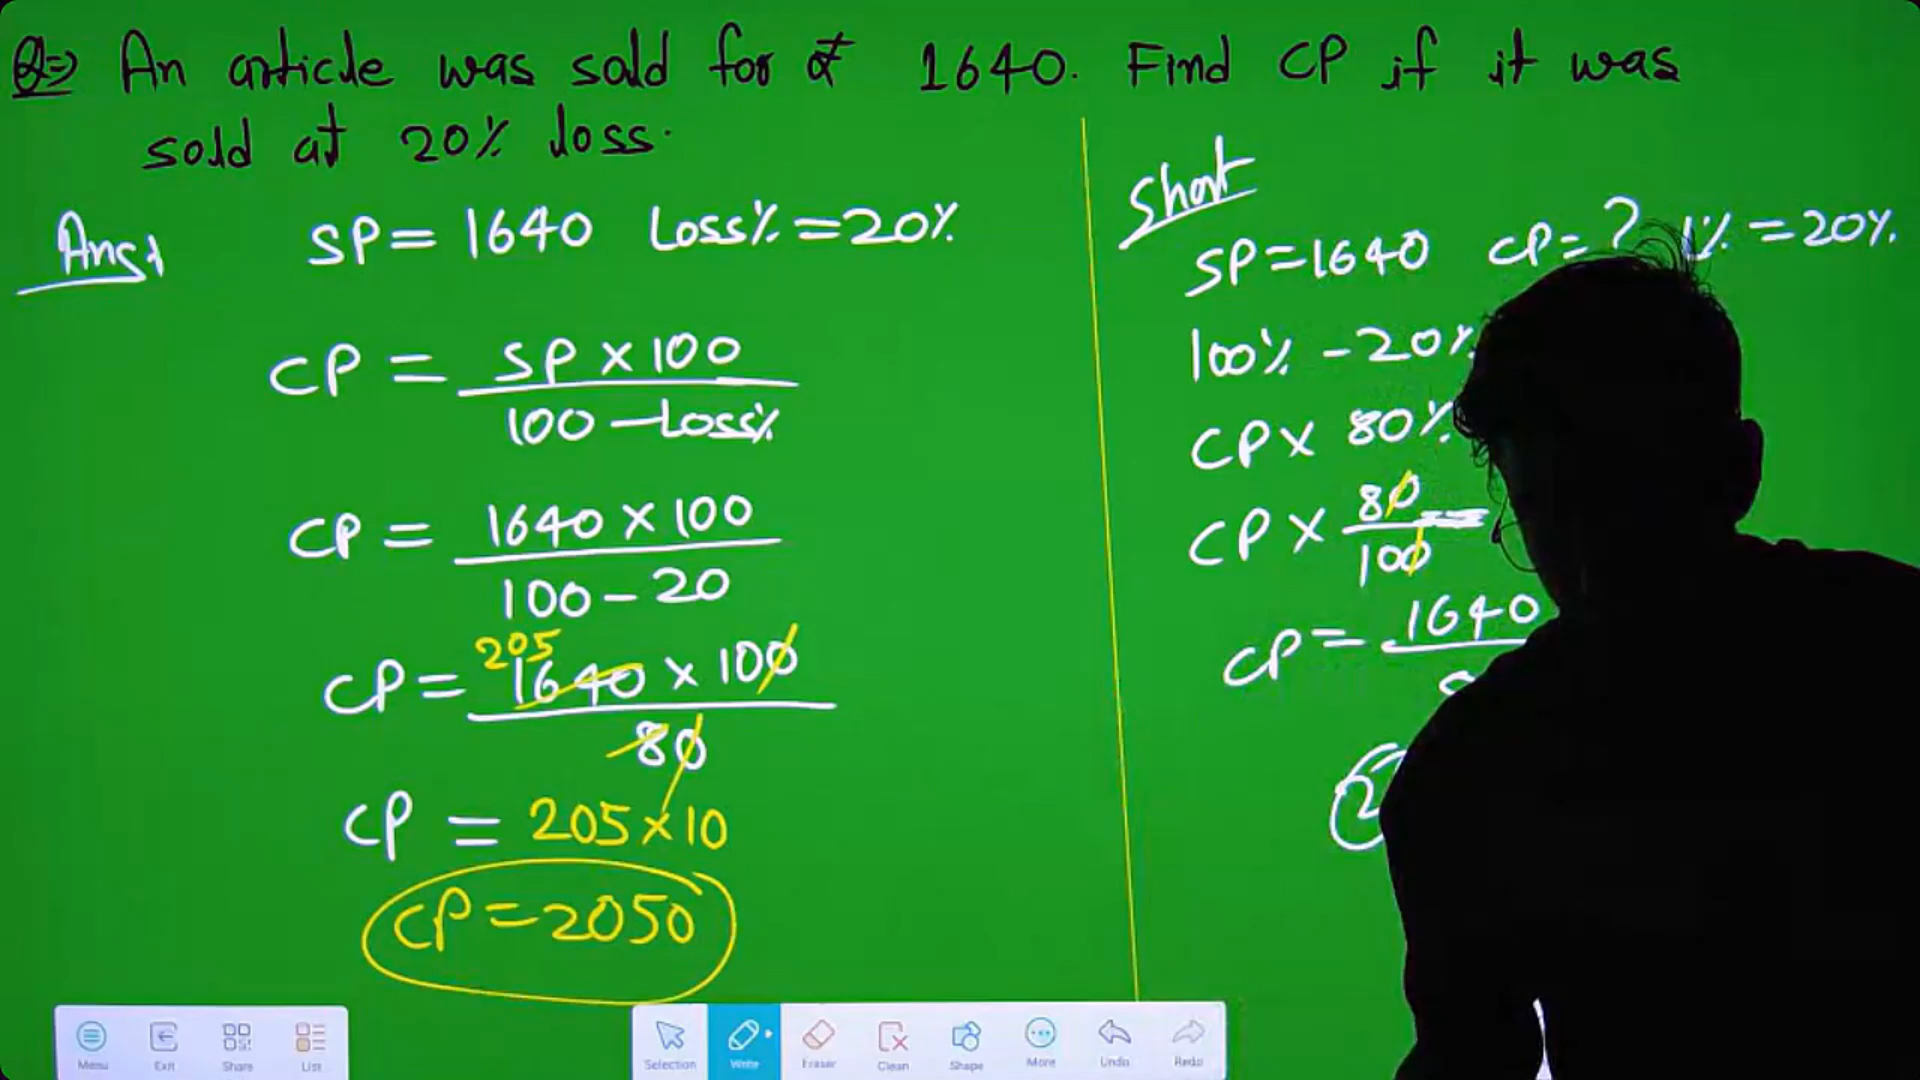 Q⇒ An article was sold for ₹ 1640. Find CP if it was
sold at 20% loss.
Ans:
SP = 1640 Loss% = 20%
CP = SP × 100
100 - Loss%
CP = 1640 × 100
100 - 20
205
CP = 1640 × 100
80
CP = 205 × 10
CP = 2050
Short
SP = 1640 CP = ? = 20%
100% - 20%
CP × 80%
CP × 80 =
100
CP = 1640
Menu Exit Share List
Selection Write Eraser Clean Shape More Undo Redo